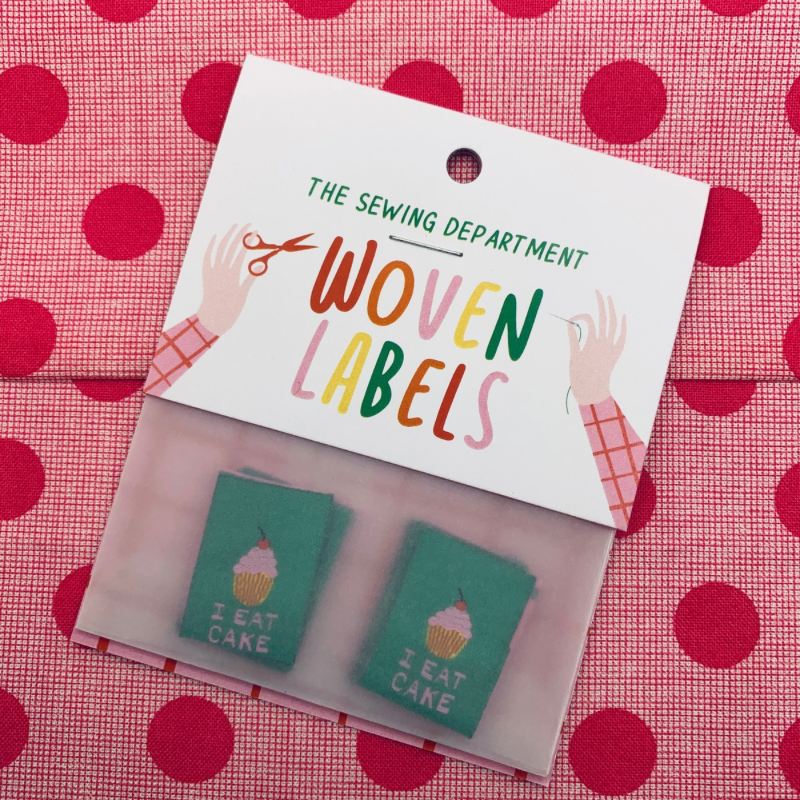 THE SEWING DEPARTMENT
WOVEN
LABELS
I EAT
CAKE
I EAT
CAKE